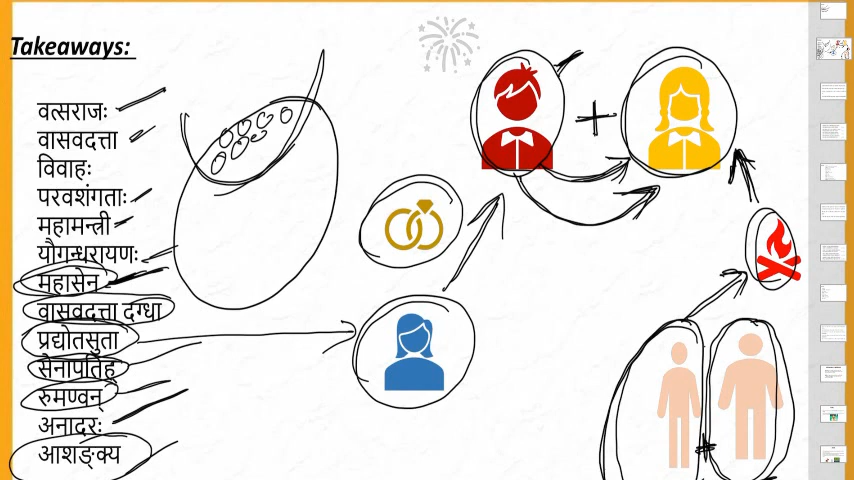 Takeaways:
वत्सराजः
वासवदत्ता
विवाहः
परवशंगताः
महामन्त्री
यौगन्धरायणः
महासेन
वासवदत्ता दग्धा
प्रद्योतसुता
सेनापतिह्
रुमण्वन्
अनादरः
आशङ्क्य